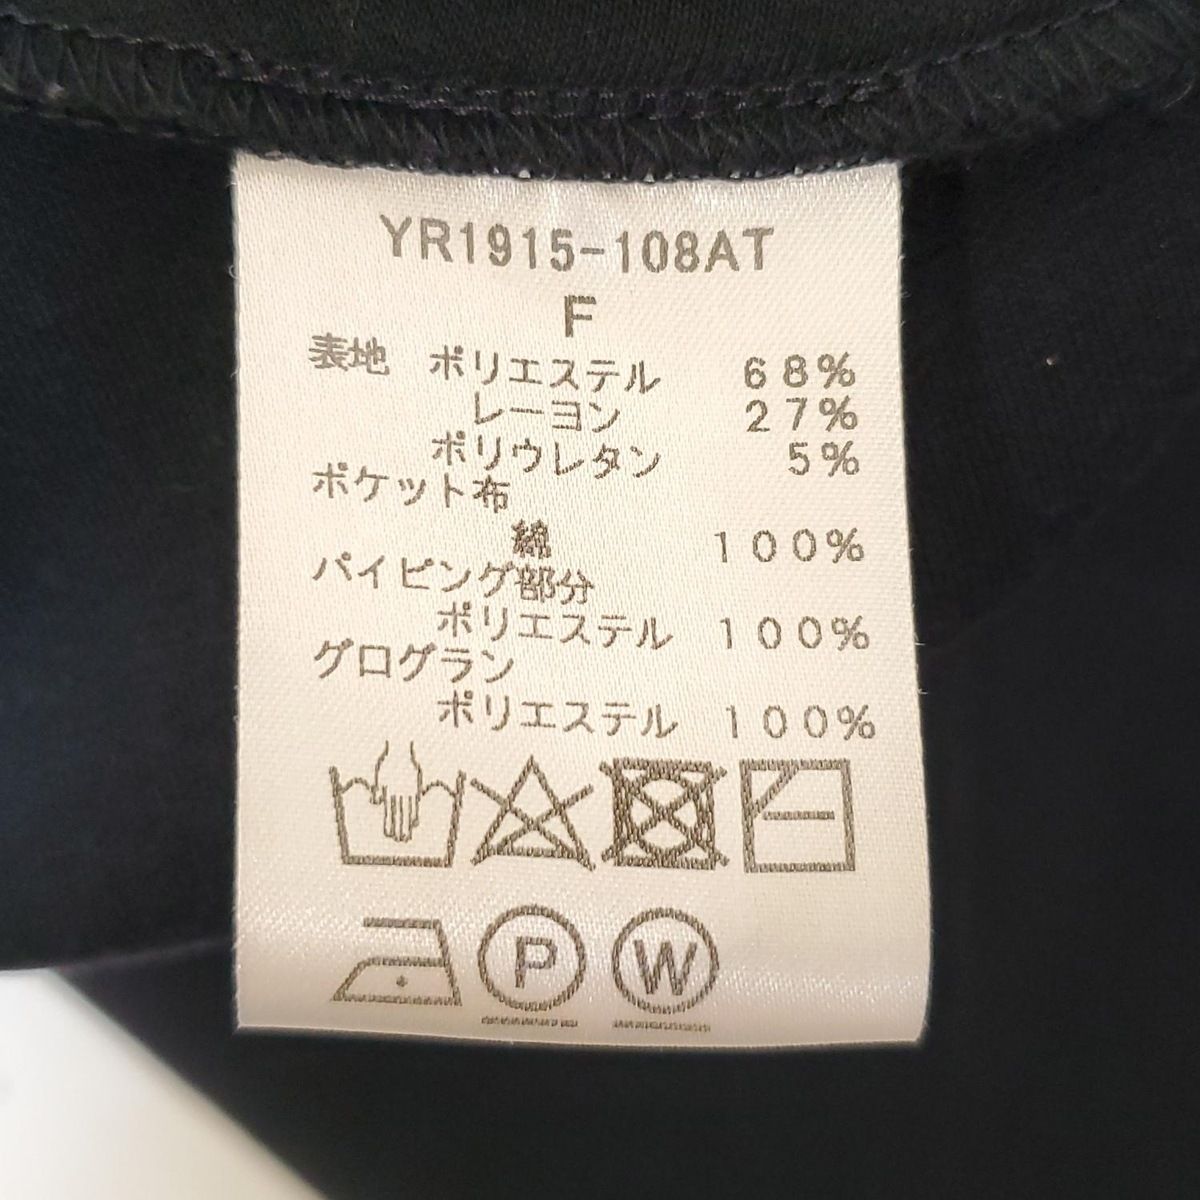 YR1915-108AT
F
表地 ポリエステル 68%
レーヨン 27%
ポリウレタン 5%
ポケット布
綿 100%
パイピング部分
ポリエステル 100%
グログラン
ポリエステル 100%
P W